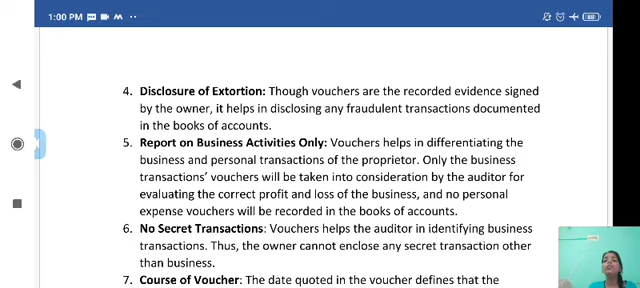 1:00 PM
4. Disclosure of Extortion: Though vouchers are the recorded evidence signed
by the owner, it helps in disclosing any fraudulent transactions documented
in the books of accounts.
5. Report on Business Activities Only: Vouchers helps in differentiating the
business and personal transactions of the proprietor. Only the business
transactions' vouchers will be taken into consideration by the auditor for
evaluating the correct profit and loss of the business, and no personal
expense vouchers will be recorded in the books of accounts.
6. No Secret Transactions: Vouchers helps the auditor in identifying business
transactions. Thus, the owner cannot enclose any secret transaction other
than business.
7. Course of Voucher: The date quoted in the voucher defines that the